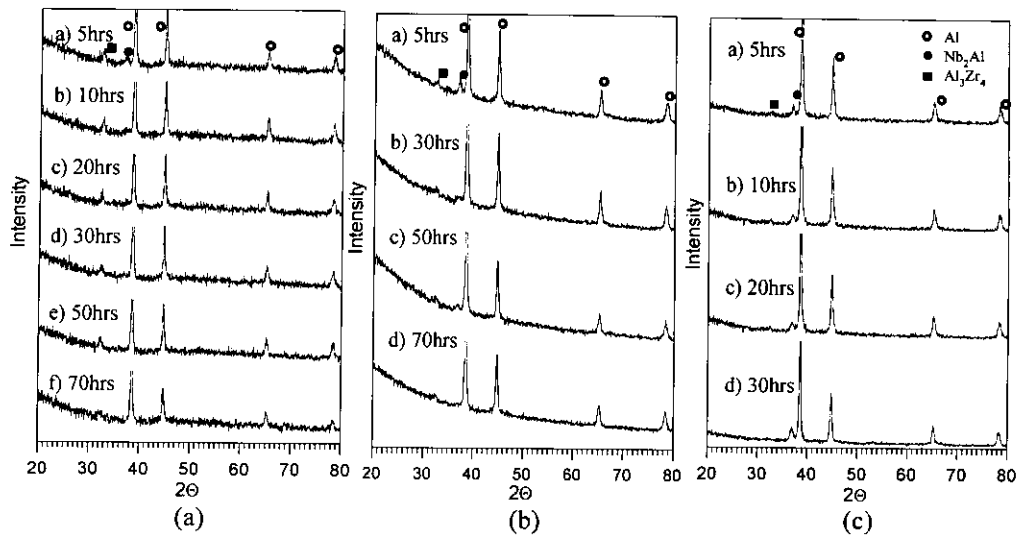 Intensity
a) 5hrs
b) 10hrs
c) 20hrs
d) 30hrs
e) 50hrs
f) 70hrs
20 30 40 50 60 70 80
2Θ
(a)
Intensity
a) 5hrs
b) 30hrs
c) 50hrs
d) 70hrs
20 30 40 50 60 70 80
2Θ
(b)
Intensity
a) 5hrs
b) 10hrs
c) 20hrs
d) 30hrs
Al
Nb₂Al
Al₃Zr₄
20 30 40 50 60 70 80
2Θ
(c)